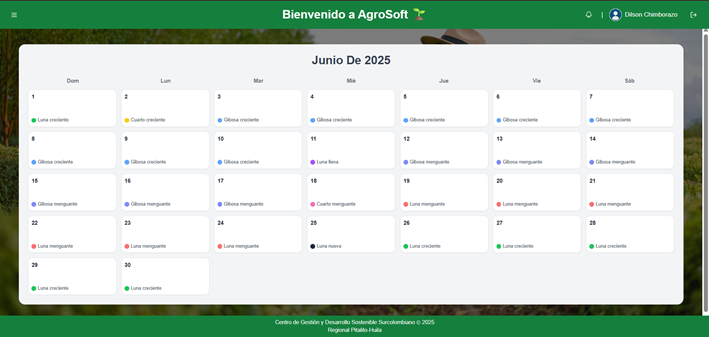 Bienvenido a AgroSoft
| Dilson Chimborazo
Junio De 2025
Dom Lun Mar Mié Jue Vie Sáb
1 2 3 4 5 6 7
Luna creciente Cuarto creciente Gibosa creciente Gibosa creciente Gibosa creciente Gibosa creciente Gibosa creciente
8 9 10 11 12 13 14
Gibosa creciente Gibosa creciente Gibosa creciente Luna llena Gibosa menguante Gibosa menguante Gibosa menguante
15 16 17 18 19 20 21
Gibosa menguante Gibosa menguante Gibosa menguante Cuarto menguante Luna menguante Luna menguante Luna menguante
22 23 24 25 26 27 28
Luna menguante Luna menguante Luna menguante Luna nueva Luna creciente Luna creciente Luna creciente
29 30
Luna creciente Luna creciente
Centro de Gestión y Desarrollo Sostenible Surcolombiano © 2025
Regional Pitalito-Huila